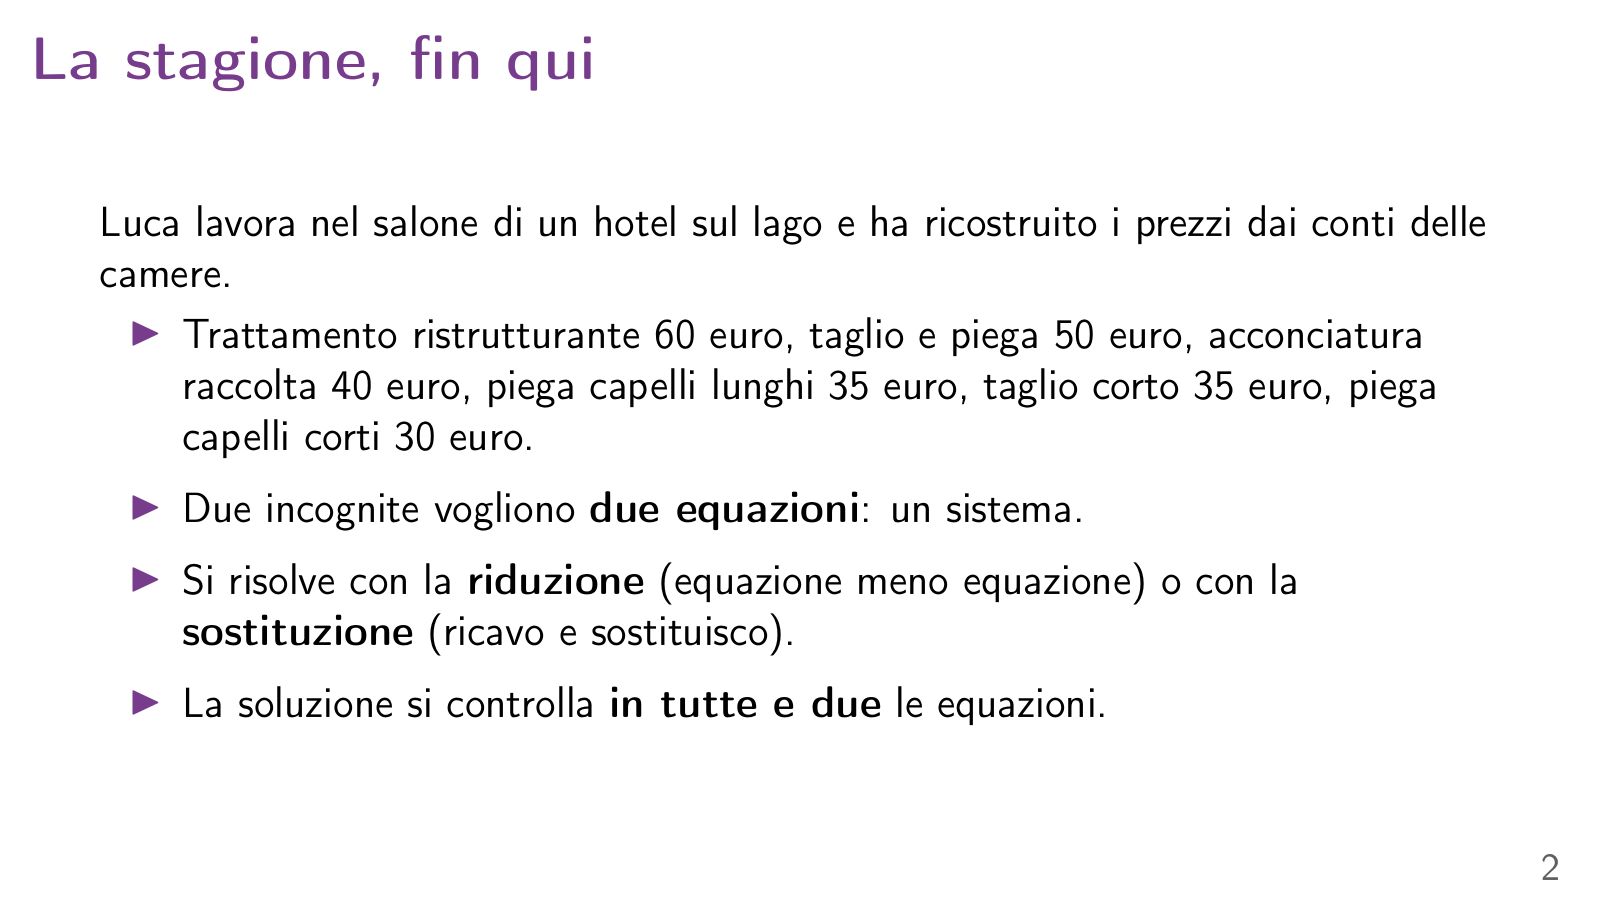 La stagione, fin qui
Luca lavora nel salone di un hotel sul lago e ha ricostruito i prezzi dai conti delle
camere.
▶ Trattamento ristrutturante 60 euro, taglio e piega 50 euro, acconciatura
raccolta 40 euro, piega capelli lunghi 35 euro, taglio corto 35 euro, piega
capelli corti 30 euro.
▶ Due incognite vogliono due equazioni: un sistema.
▶ Si risolve con la riduzione (equazione meno equazione) o con la
sostituzione (ricavo e sostituisco).
▶ La soluzione si controlla in tutte e due le equazioni.
2